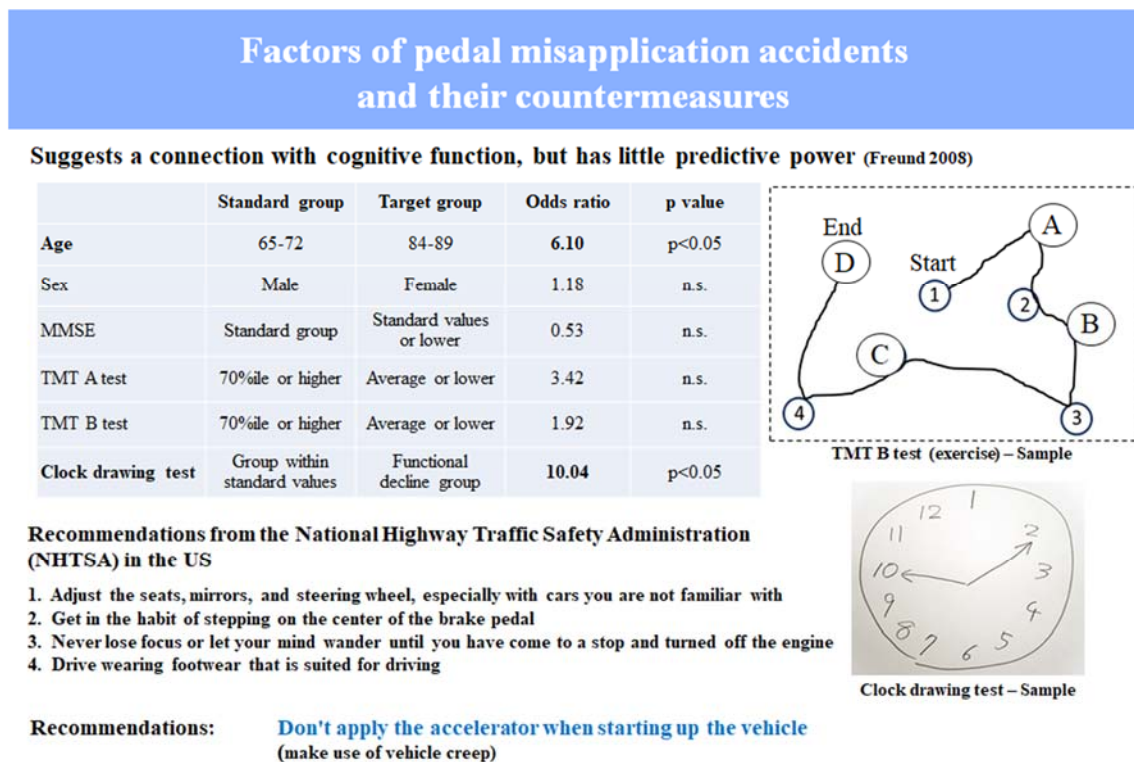 Factors of pedal misapplication accidents
and their countermeasures
Suggests a connection with cognitive function, but has little predictive power (Freund 2008)
Standard group Target group Odds ratio p value
Age 65-72 84-89 6.10 p<0.05
Sex Male Female 1.18 n.s.
MMSE Standard group Standard values or lower 0.53 n.s.
TMT A test 70%ile or higher Average or lower 3.42 n.s.
TMT B test 70%ile or higher Average or lower 1.92 n.s.
Clock drawing test Group within standard values Functional decline group 10.04 p<0.05
End
D
Start
1
A
2
B
C
4
3
TMT B test (exercise) – Sample
Recommendations from the National Highway Traffic Safety Administration
(NHTSA) in the US
1. Adjust the seats, mirrors, and steering wheel, especially with cars you are not familiar with
2. Get in the habit of stepping on the center of the brake pedal
3. Never lose focus or let your mind wander until you have come to a stop and turned off the engine
4. Drive wearing footwear that is suited for driving
12
1
11
2
10
3
9
4
8
7
6
5
Clock drawing test – Sample
Recommendations: Don't apply the accelerator when starting up the vehicle
(make use of vehicle creep)